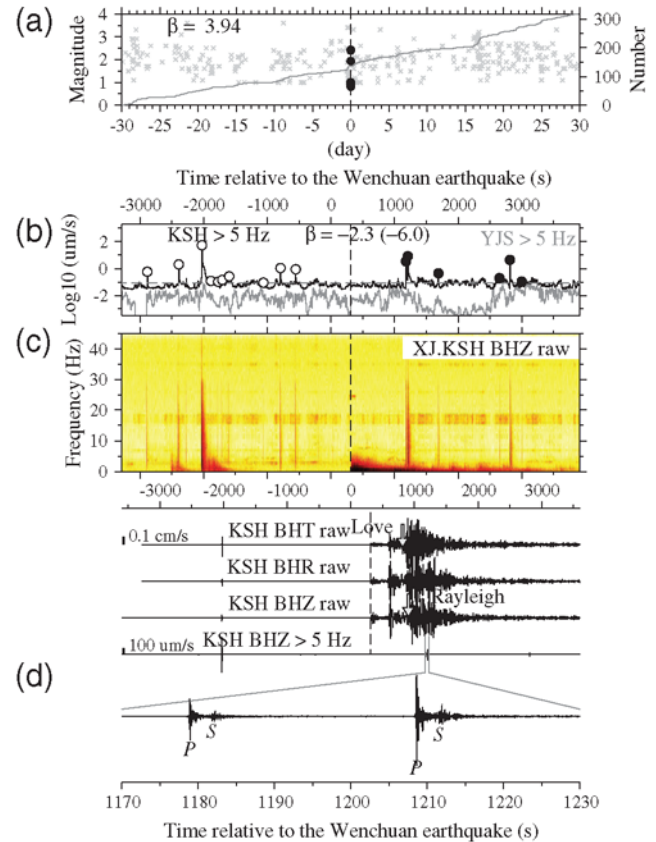 (a)
β = 3.94
Magnitude
4
3
2
1
0
Number
300
200
100
0
-30 -25 -20 -15 -10 -5 0 5 10 15 20 25 30
(day)
Time relative to the Wenchuan earthquake (s)
-3000 -2000 -1000 0 1000 2000 3000
(b)
KSH > 5 Hz β = −2.3 (−6.0) YJS > 5 Hz
Log10 (um/s)
2
0
-2
(c)
XJ.KSH BHZ raw
Frequency (Hz)
40
30
20
10
0
-3000 -2000 -1000 0 1000 2000 3000
0.1 cm/s
KSH BHT raw Love
KSH BHR raw
KSH BHZ raw Rayleigh
100 um/s KSH BHZ > 5 Hz
(d)
P S P S
1170 1180 1190 1200 1210 1220 1230
Time relative to the Wenchuan earthquake (s)